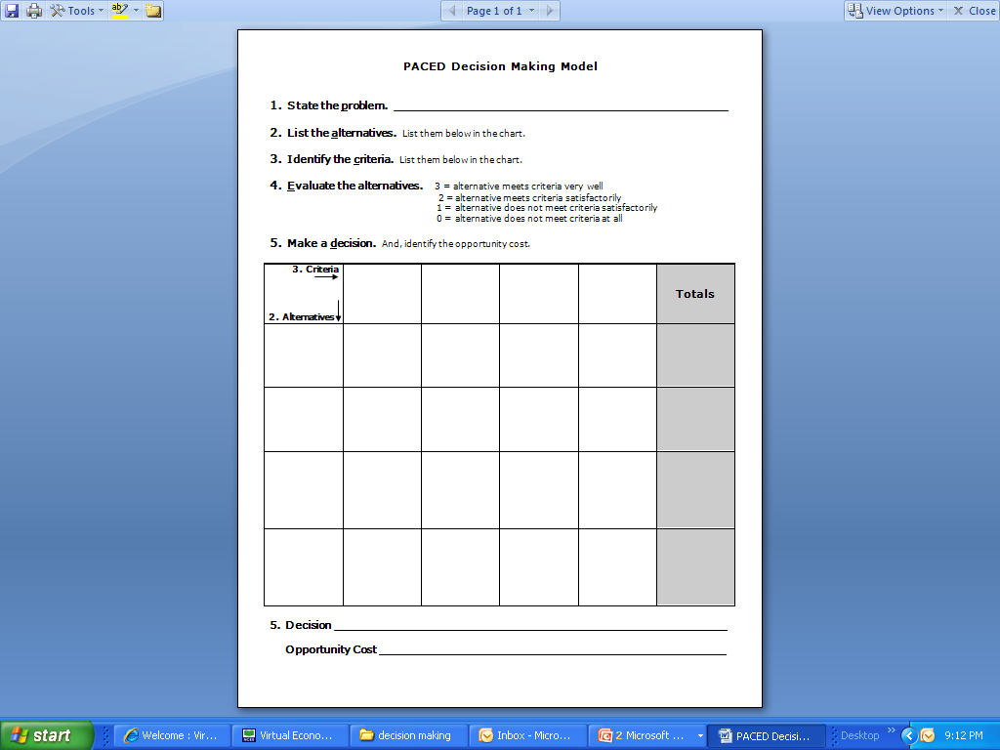 Tools
ab
Page 1 of 1
View Options
Close
PACED Decision Making Model
1. State the problem. ____________________
2. List the alternatives. List them below in the chart.
3. Identify the criteria. List them below in the chart.
4. Evaluate the alternatives. 3 = alternative meets criteria very well
2 = alternative meets criteria satisfactorily
1 = alternative does not meet criteria satisfactorily
0 = alternative does not meet criteria at all
5. Make a decision. And, identify the opportunity cost.
3. Criteria
Totals
2. Alternatives
5. Decision ____________________
Opportunity Cost ____________________
start
Welcome : Vir...
Virtual Econo...
decision making
Inbox - Micro...
2 Microsoft ...
PACED Decisi...
Desktop
9:12 PM